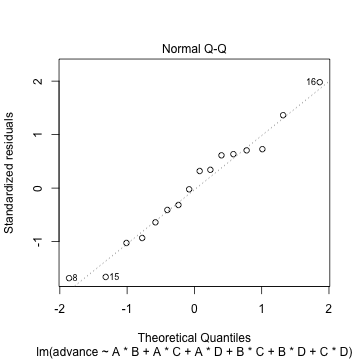 Normal Q-Q
Standardized residuals
2
1
0
-1
16
8
15
-2 -1 0 1 2
Theoretical Quantiles
lm(advance ~ A * B + A * C + A * D + B * C + B * D + C * D)